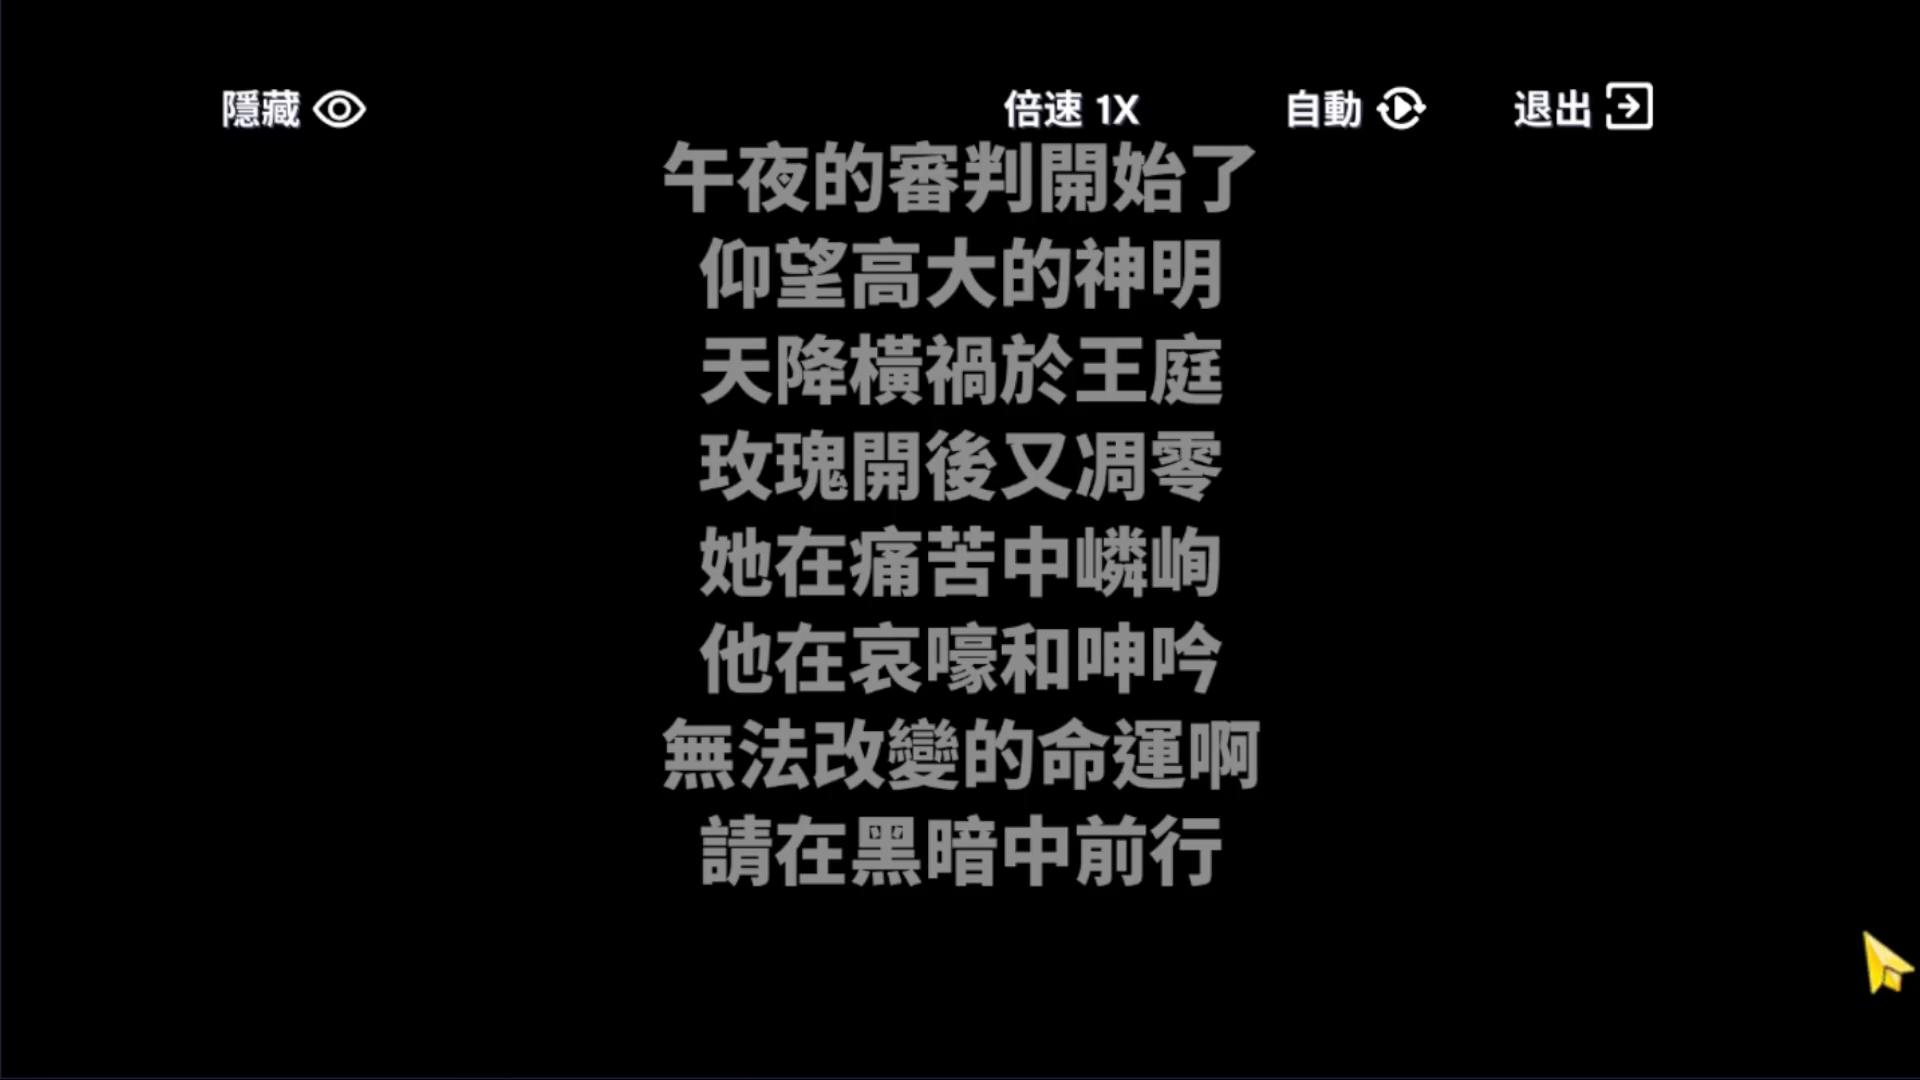 隱藏
倍速 1X
自動
退出
午夜的審判開始了
仰望高大的神明
天降橫禍於王庭
玫瑰開後又凋零
她在痛苦中嶙峋
他在哀嚎和呻吟
無法改變的命運啊
請在黑暗中前行